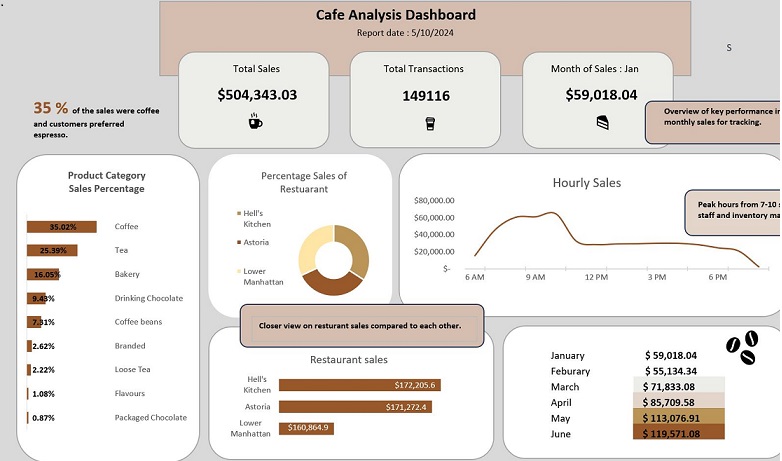 Cafe Analysis Dashboard
Report date : 5/10/2024
S
Total Sales
$504,343.03
Total Transactions
149116
Month of Sales : Jan
$59,018.04
35 % of the sales were coffee
and customers preferred
espresso.
Overview of key performance in
monthly sales for tracking.
Product Category
Sales Percentage
35.02% Coffee
25.39% Tea
16.05% Bakery
9.43% Drinking Chocolate
7.31% Coffee beans
2.62% Branded
2.22% Loose Tea
1.08% Flavours
0.87% Packaged Chocolate
Percentage Sales of
Restuarant
Hell's
Kitchen
Astoria
Lower
Manhattan
Hourly Sales
$80,000.00
$60,000.00
$40,000.00
$20,000.00
$-
6 AM 9 AM 12 PM 3 PM 6 PM
Peak hours from 7-10
staff and inventory ma
Closer view on resturant sales compared to each other.
Restaurant sales
Hell's
Kitchen
$172,205.6
Astoria $171,272.4
Lower
Manhattan
$160,864.9
January $ 59,018.04
Feburary $ 55,134.34
March $ 71,833.08
April $ 85,709.58
May $ 113,076.91
June $ 119,571.08